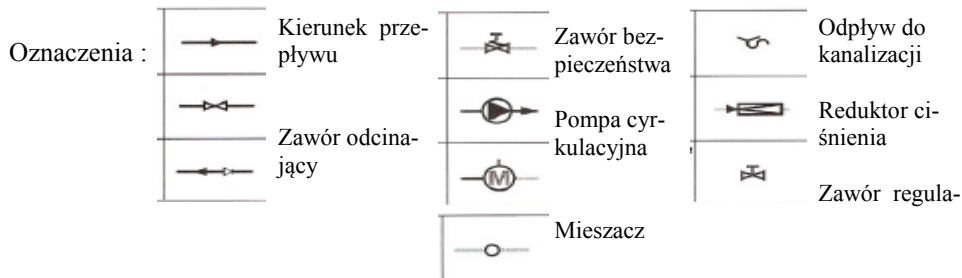 Oznaczenia :
Kierunek prze-
pływu
Zawór odcina-
jący
Zawór bez-
pieczeństwa
Pompa cyr-
kulacyjna
M
Mieszacz
Odpływ do
kanalizacji
Reduktor ci-
śnienia
Zawór regula-